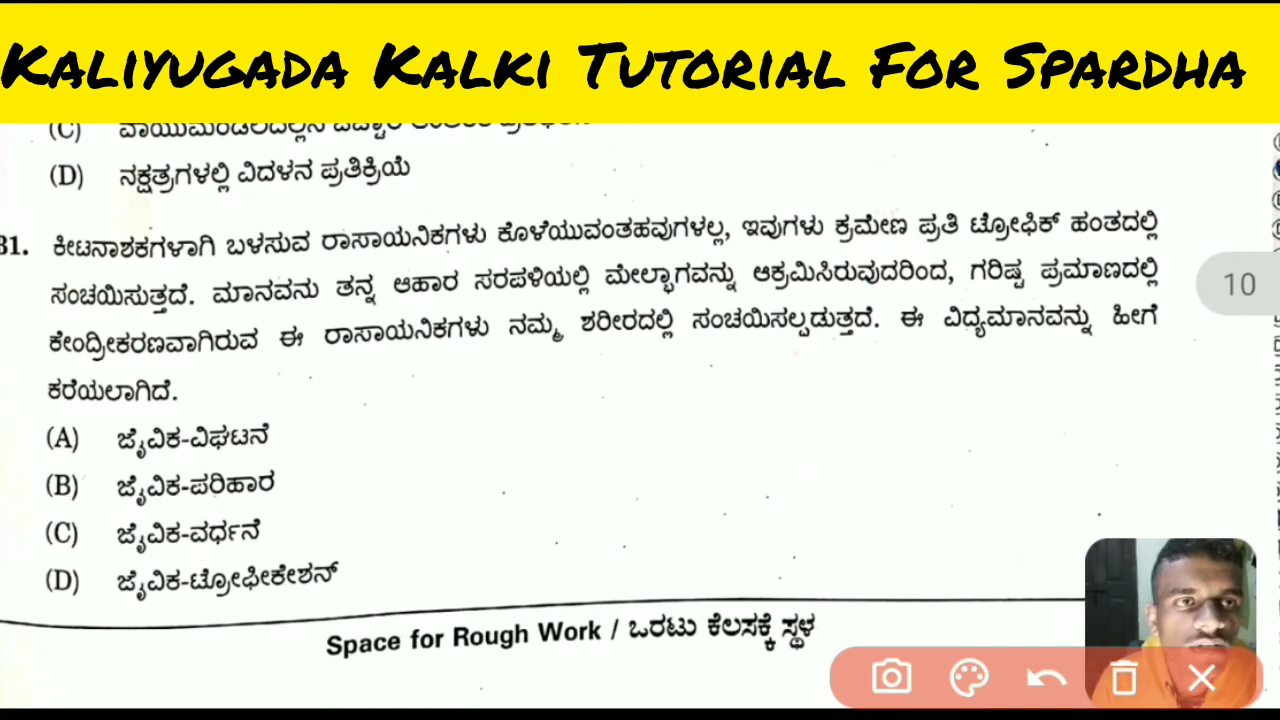 KALIYUGADA KALKI TUTORIAL FOR SPARDHA
(C)
(D) ನಕ್ಷತ್ರಗಳಲ್ಲಿ ವಿದಳನ ಪ್ರತಿಕ್ರಿಯೆ
31. ಕೀಟನಾಶಕಗಳಾಗಿ ಬಳಸುವ ರಾಸಾಯನಿಕಗಳು ಕೊಳೆಯುವಂತಹವುಗಳಲ್ಲ, ಇವುಗಳು ಕ್ರಮೇಣ ಪ್ರತಿ ಟ್ರೋಫಿಕ್ ಹಂತದಲ್ಲಿ
ಸಂಚಯಿಸುತ್ತದೆ. ಮಾನವನು ತನ್ನ ಆಹಾರ ಸರಪಳಿಯಲ್ಲಿ ಮೇಲ್ಭಾಗವನ್ನು ಆಕ್ರಮಿಸಿರುವುದರಿಂದ, ಗರಿಷ್ಟ ಪ್ರಮಾಣದಲ್ಲಿ
ಕೇಂದ್ರೀಕರಣವಾಗಿರುವ ಈ ರಾಸಾಯನಿಕಗಳು ನಮ್ಮ ಶರೀರದಲ್ಲಿ ಸಂಚಯಿಸಲ್ಪಡುತ್ತದೆ. ಈ ವಿದ್ಯಮಾನವನ್ನು ಹೀಗೆ
ಕರೆಯಲಾಗಿದೆ.
(A) ಜೈವಿಕ-ವಿಘಟನೆ
(B) ಜೈವಿಕ-ಪರಿಹಾರ
(C) ಜೈವಿಕ-ವರ್ಧನೆ
(D) ಜೈವಿಕ-ಟ್ರೋಫೀಕೇಶನ್
Space for Rough Work / ಒರಟು ಕೆಲಸಕ್ಕೆ ಸ್ಥಳ
10